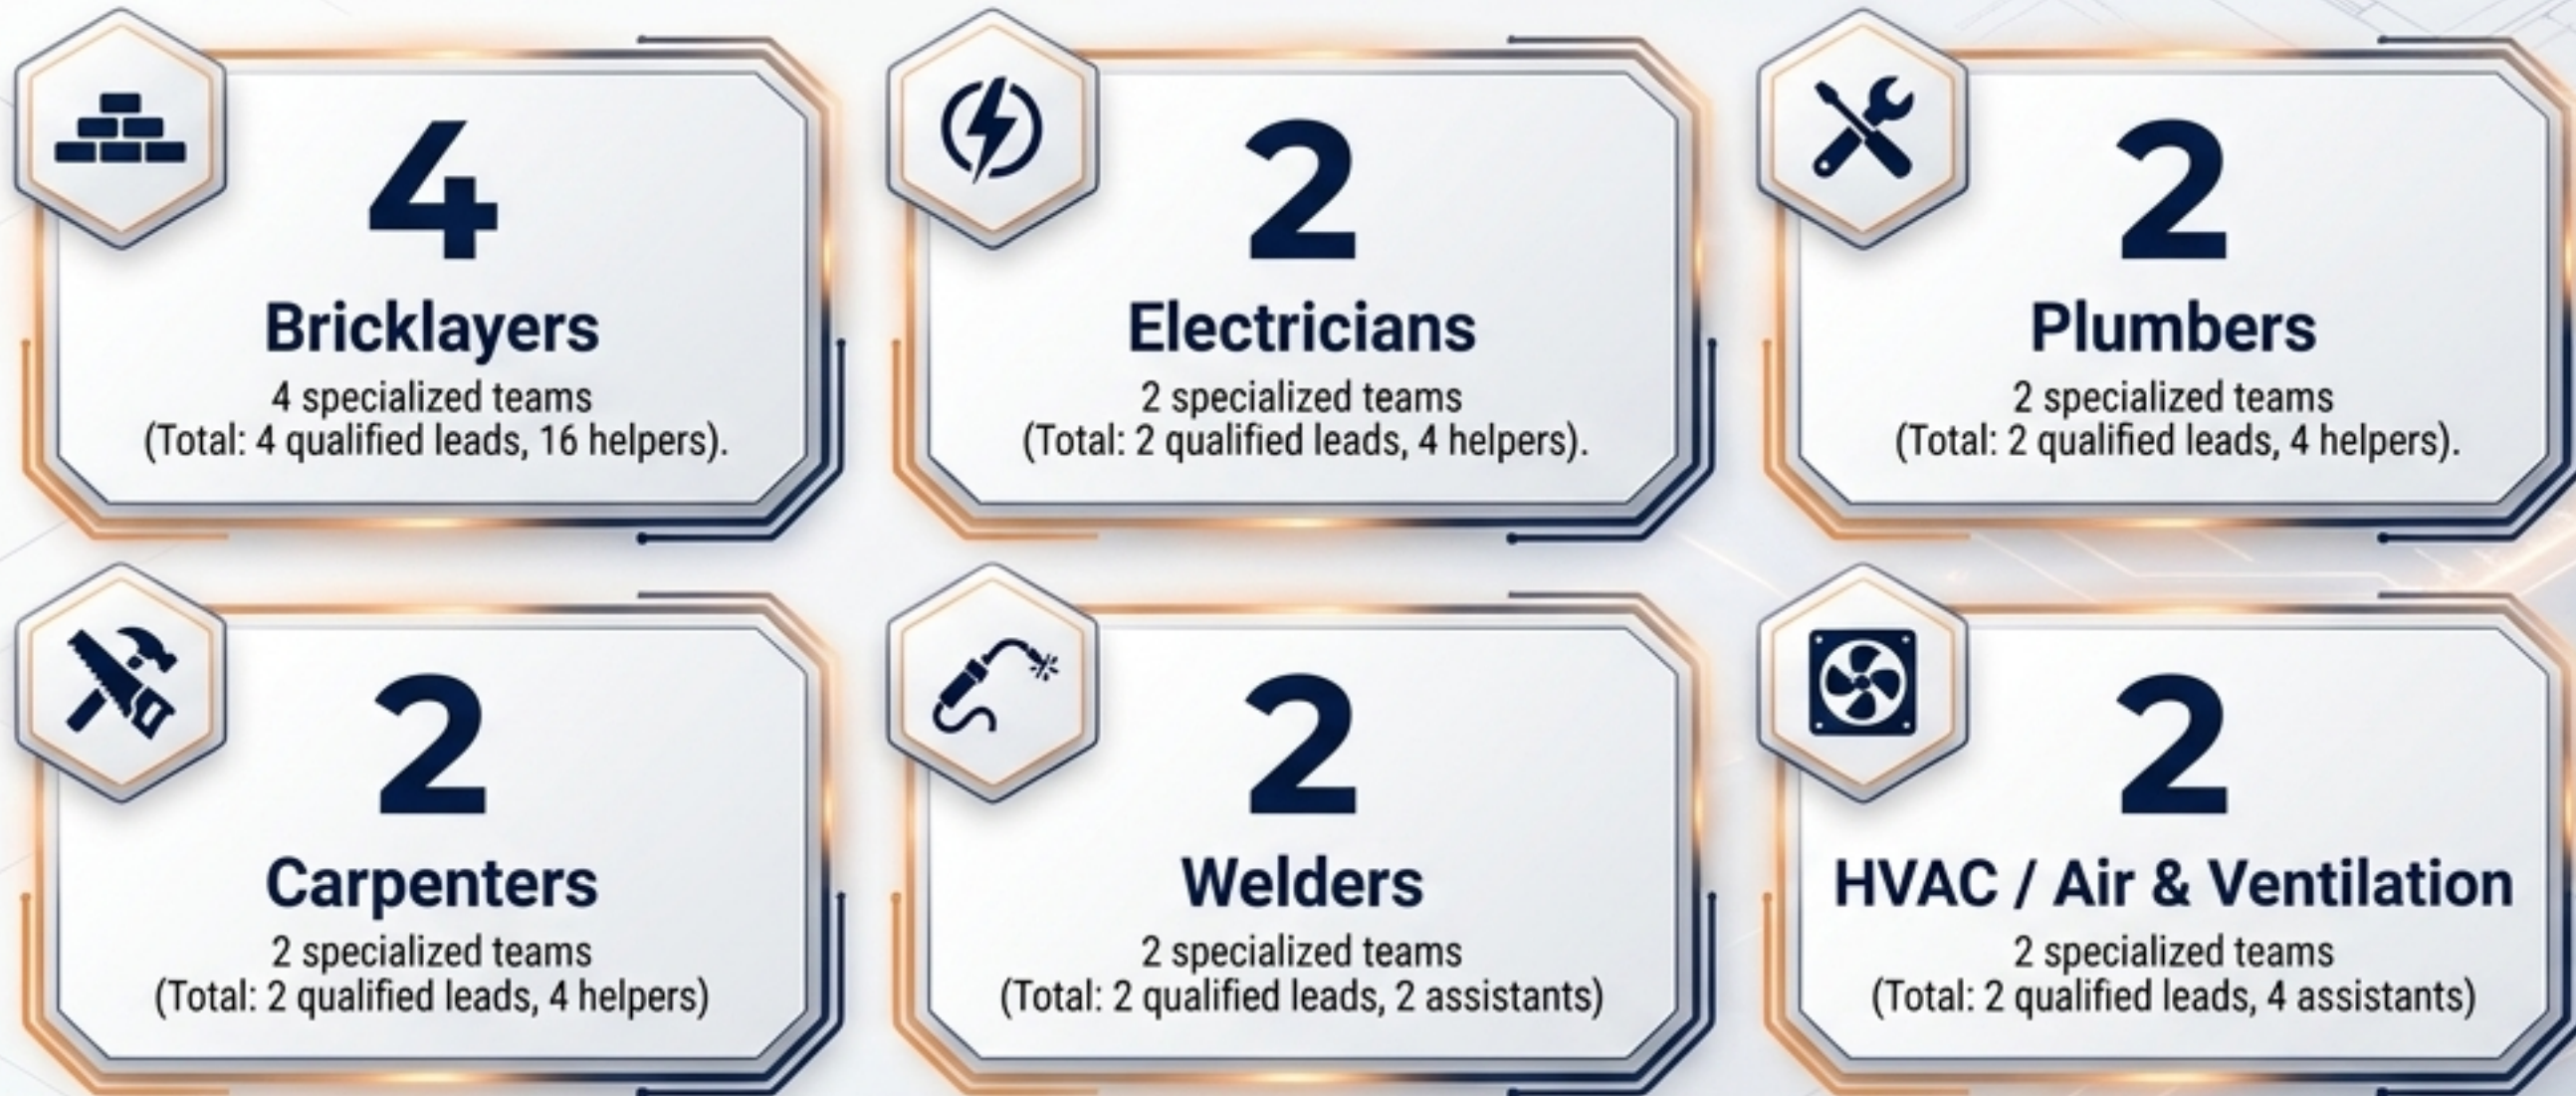 4
Bricklayers
4 specialized teams
(Total: 4 qualified leads, 16 helpers).
2
Electricians
2 specialized teams
(Total: 2 qualified leads, 4 helpers).
2
Plumbers
2 specialized teams
(Total: 2 qualified leads, 4 helpers).
2
Carpenters
2 specialized teams
(Total: 2 qualified leads, 4 helpers)
2
Welders
2 specialized teams
(Total: 2 qualified leads, 2 assistants)
2
HVAC / Air & Ventilation
2 specialized teams
(Total: 2 qualified leads, 4 assistants)